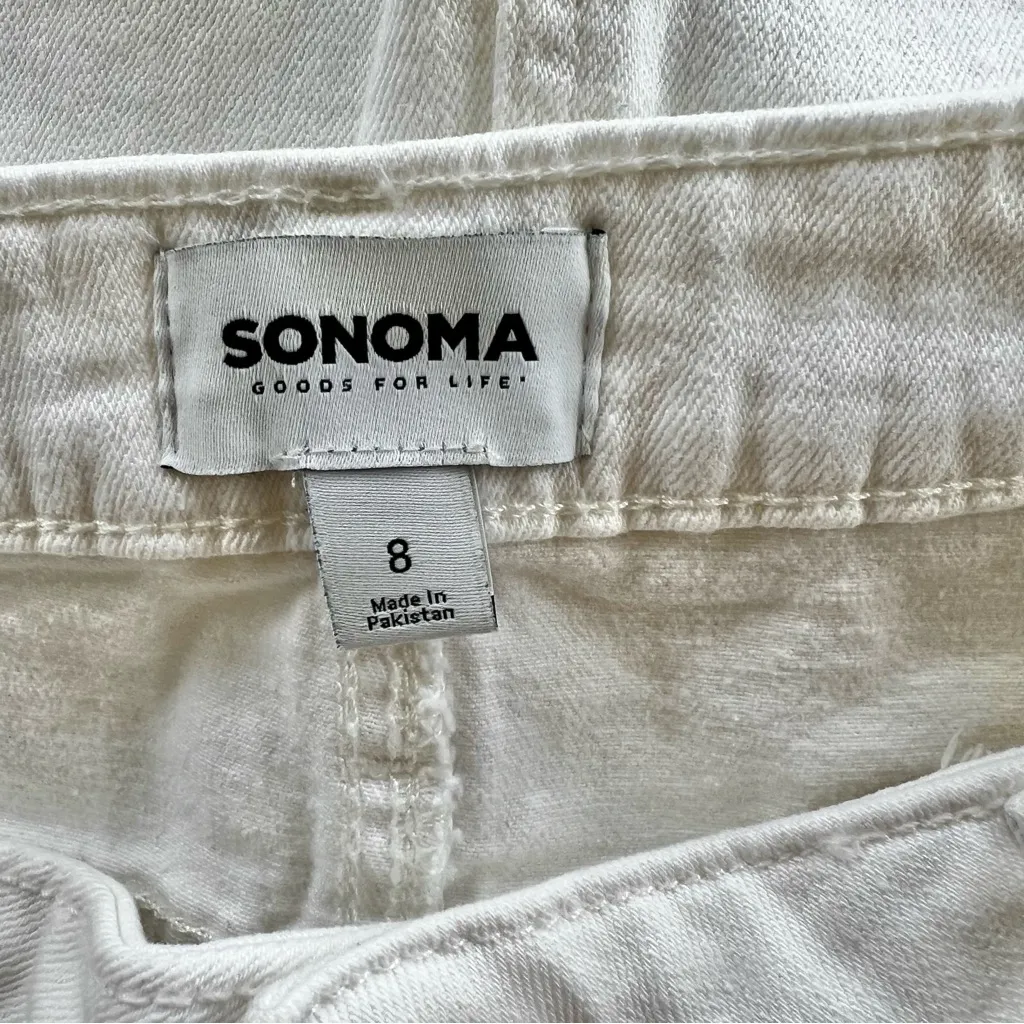 SONOMA
GOODS FOR LIFE
8
Made In
Pakistan